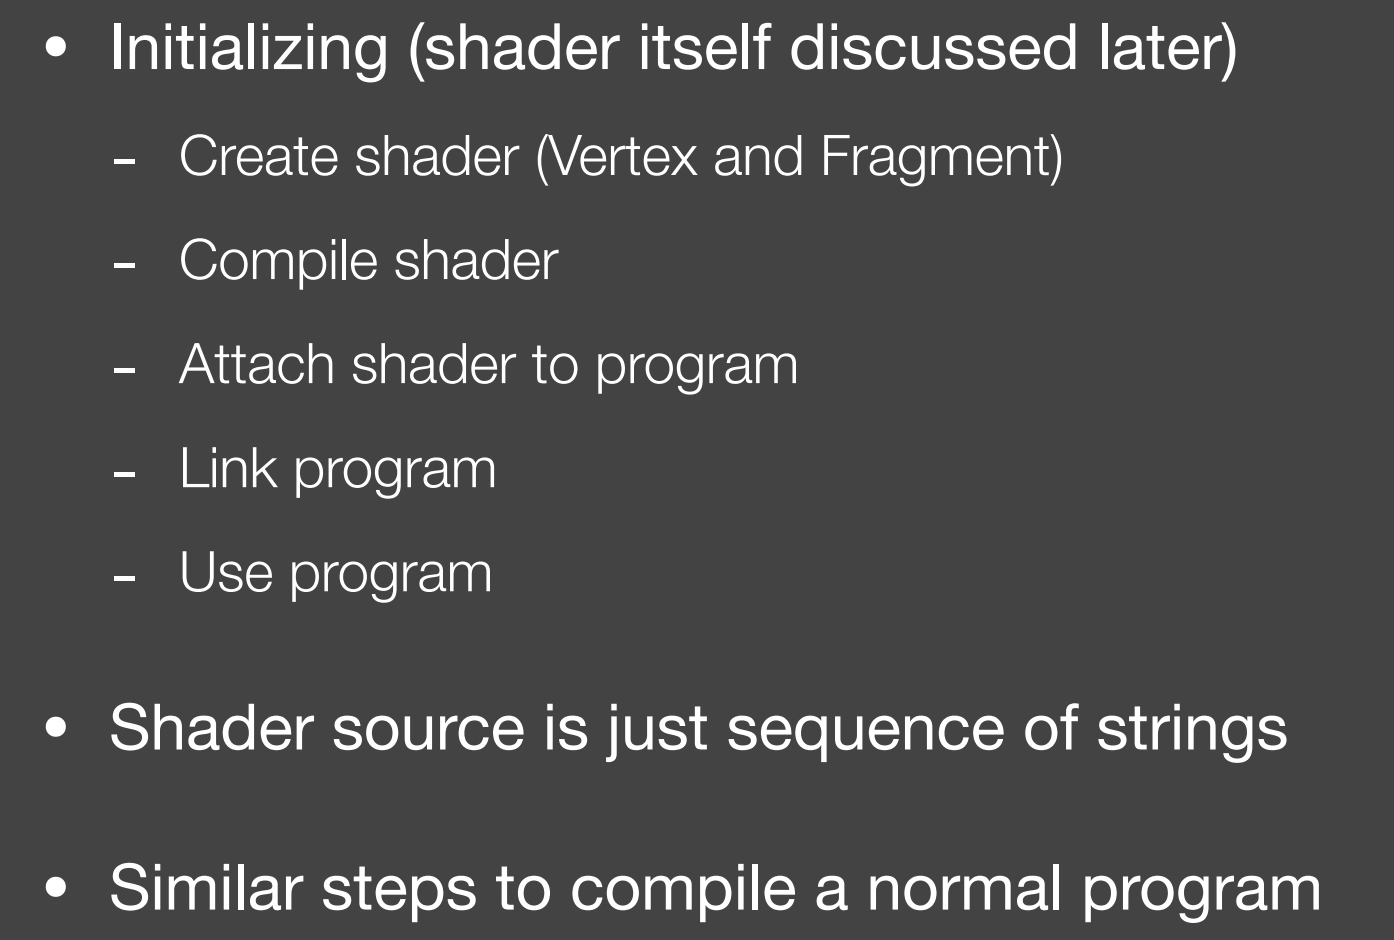 • Initializing (shader itself discussed later)
- Create shader (Vertex and Fragment)
- Compile shader
- Attach shader to program
- Link program
- Use program
• Shader source is just sequence of strings
• Similar steps to compile a normal program